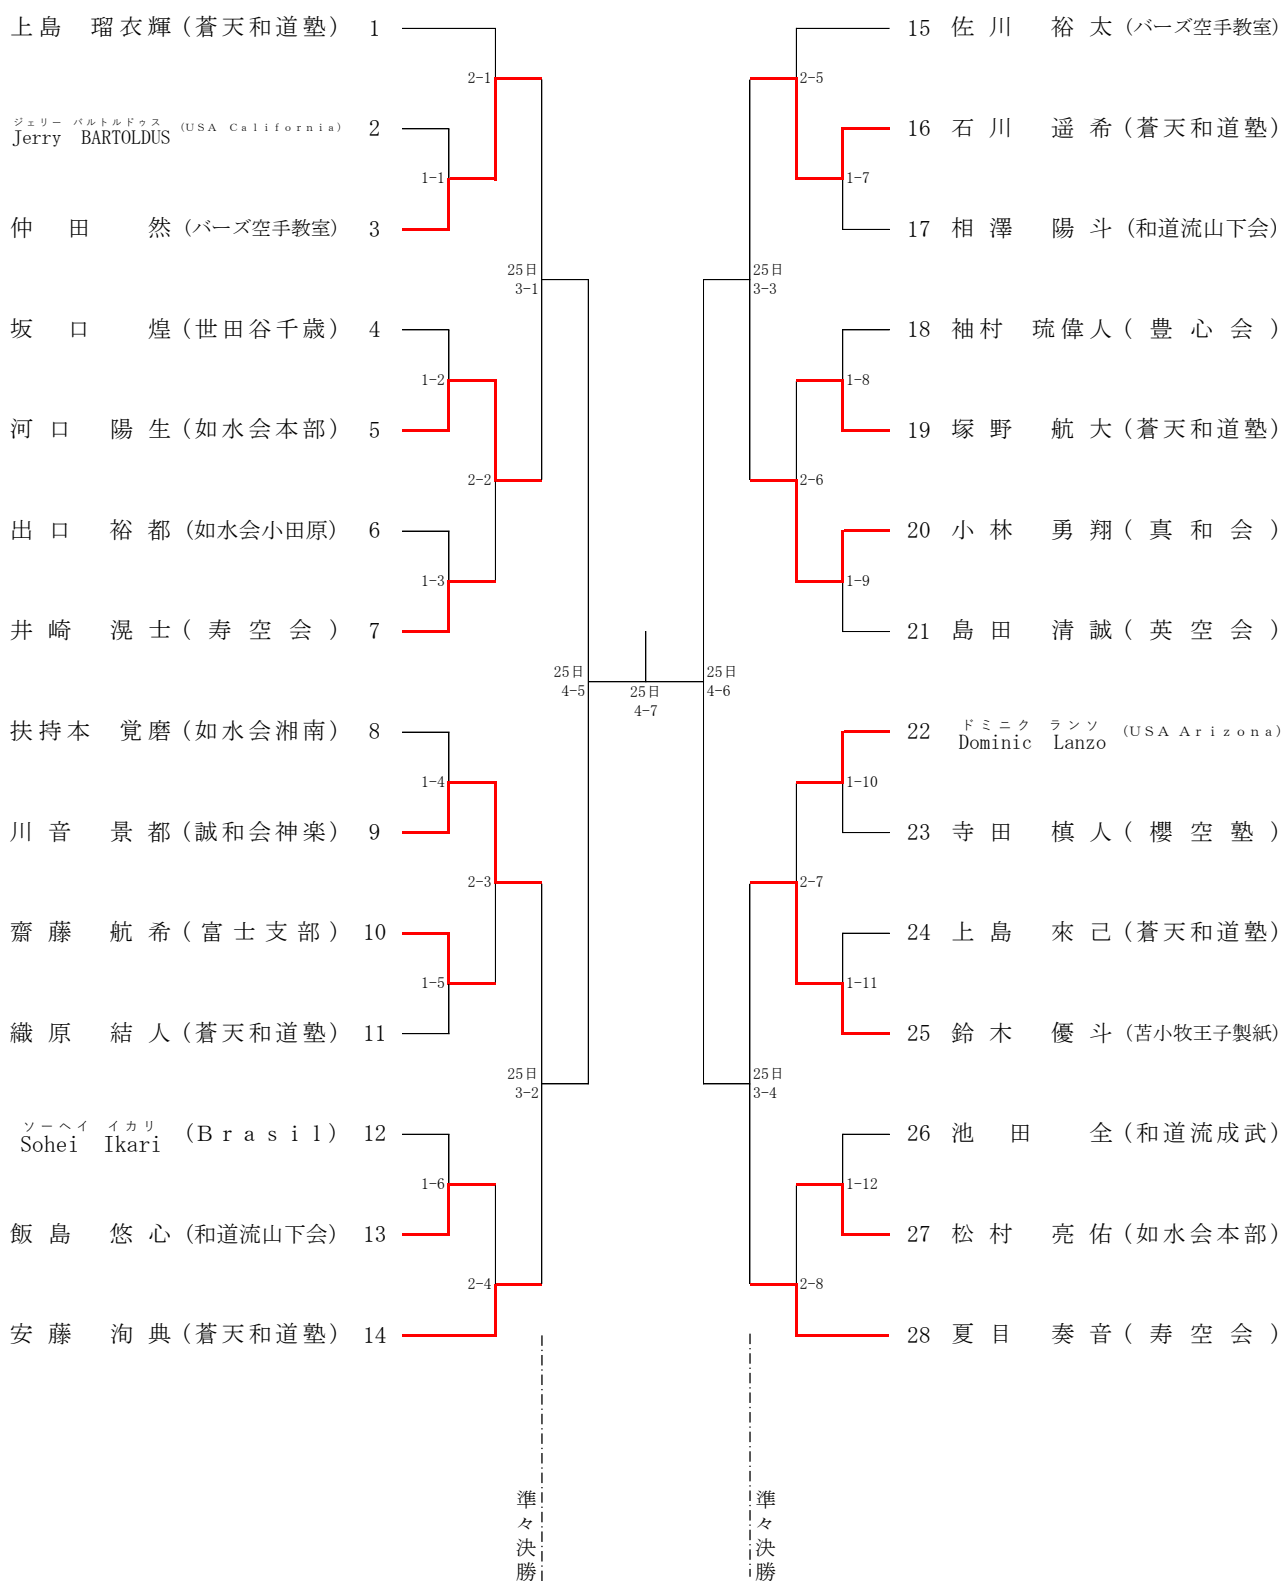 上島 瑠衣輝 (蒼天和道塾) 1
2-1
ジェリー バルトルドゥス
Jerry BARTOLDUS (USA California) 2
1-1
仲田 然 (バーズ空手教室) 3
25日
3-1
坂口 煌 (世田谷千歳) 4
1-2
河口 陽生 (如水会本部) 5
2-2
出口 裕都 (如水会小田原) 6
1-3
井崎 滉士 (寿空会) 7
25日
4-5
扶持本 覚磨 (如水会湘南) 8
1-4
川音 景都 (誠和会神楽) 9
2-3
齋藤 航希 (富士支部) 10
1-5
織原 結人 (蒼天和道塾) 11
25日
3-2
ソーヘイ イカリ
Sohei Ikari (Brasil) 12
1-6
飯島 悠心 (和道流山下会) 13
2-4
安藤 洵典 (蒼天和道塾) 14
準々決勝
25日
4-7
15 佐川 裕太 (バーズ空手教室)
2-5
16 石川 遥希 (蒼天和道塾)
1-7
17 相澤 陽斗 (和道流山下会)
25日
3-3
18 袖村 琉偉人 (豊心会)
1-8
19 塚野 航大 (蒼天和道塾)
2-6
20 小林 勇翔 (真和会)
1-9
21 島田 清誠 (英空会)
25日
4-6
ドミニク ランソ
22 Dominic Lanzo (USA Arizona)
1-10
23 寺田 槙人 (櫻空塾)
2-7
24 上島 來己 (蒼天和道塾)
1-11
25 鈴木 優斗 (苫小牧王子製紙)
25日
3-4
26 池田 全 (和道流成武)
1-12
27 松村 亮佑 (如水会本部)
2-8
28 夏目 奏音 (寿空会)
準々決勝